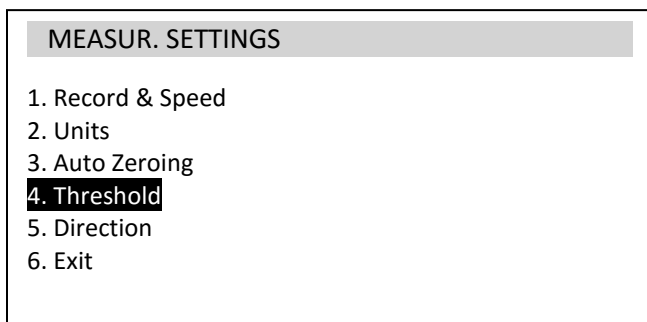 MEASUR. SETTINGS
1. Record & Speed
2. Units
3. Auto Zeroing
4. Threshold
5. Direction
6. Exit